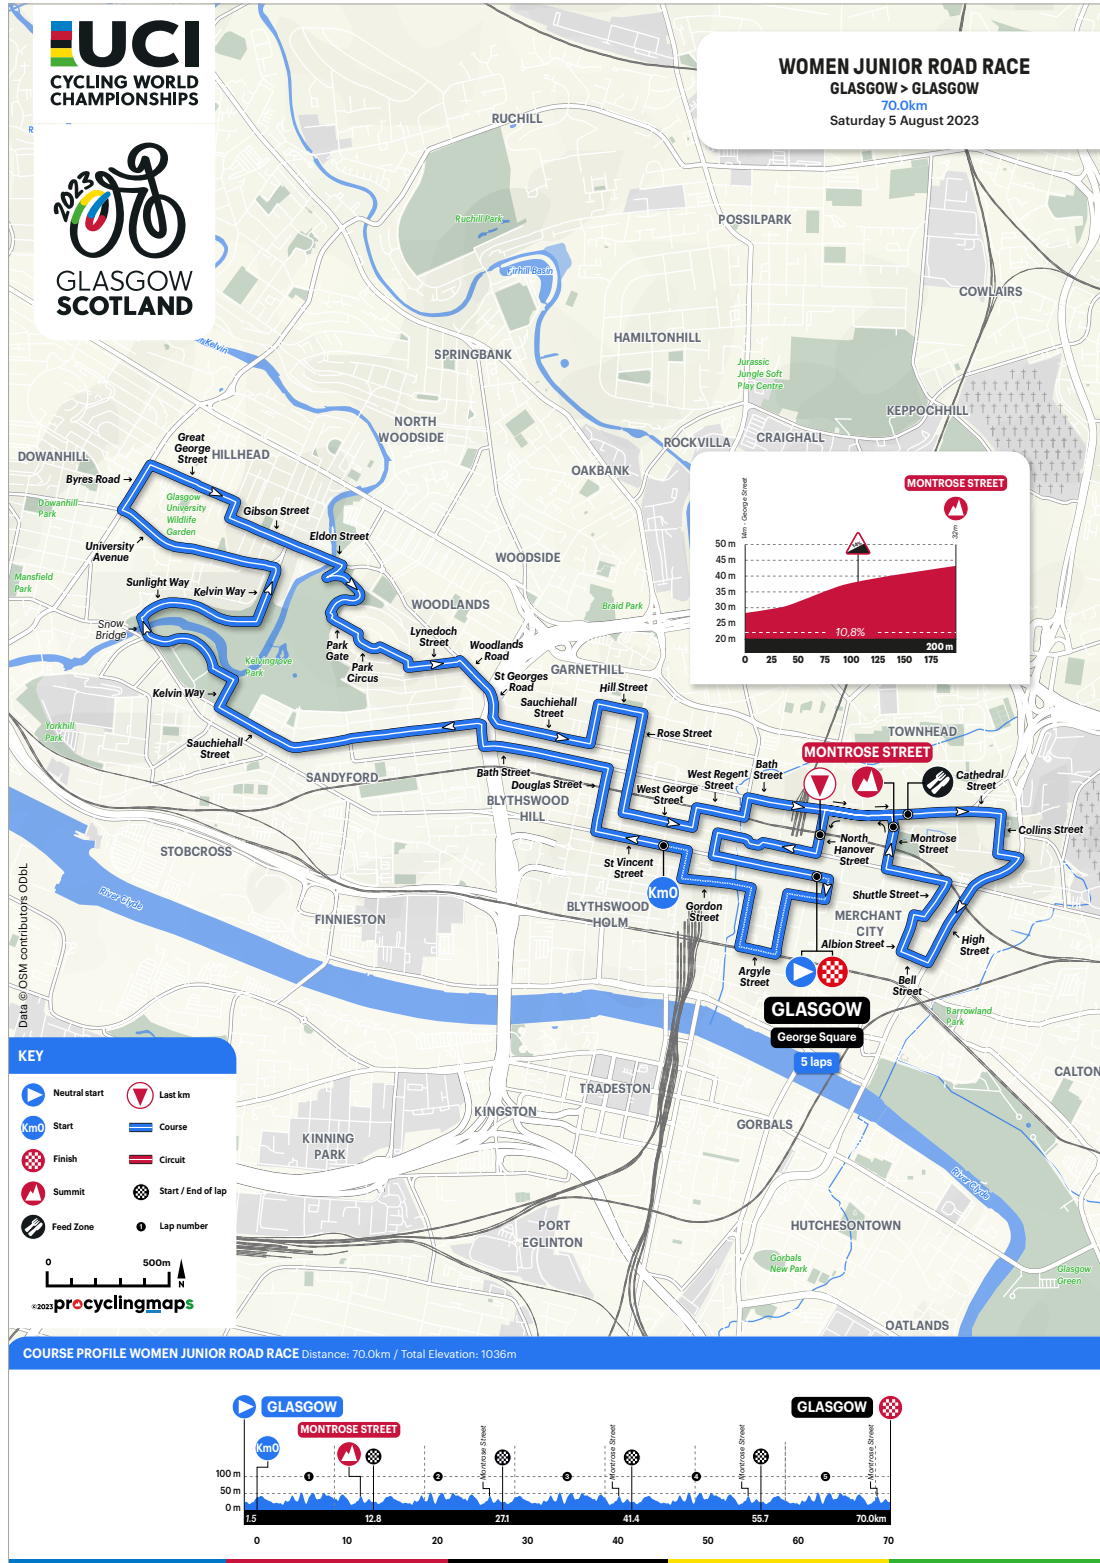 UCI
CYCLING WORLD
CHAMPIONSHIPS
2023
GLASGOW
SCOTLAND
WOMEN JUNIOR ROAD RACE
GLASGOW > GLASGOW
70.0km
Saturday 5 August 2023
RUCHILL
Ruchill Park
POSSILPARK
Firhill Basin
COWLAIRS
HAMILTONHILL
Kelvin
SPRINGBANK
Jurassic
Jungle Soft
Play Centre
KEPPOCHHILL
NORTH
WOODSIDE
ROCKVILLA
CRAIGHALL
OAKBANK
DOWANHILL
Great
George
Street
HILLHEAD
Byres Road
Dowanhill
Park
Glasgow
University
Wildlife
Garden
Gibson Street
Eldon Street
University
Avenue
WOODSIDE
Mansfield
Park
Sunlight Way
Kelvin Way
WOODLANDS
Braid Park
Snow
Bridge
Park
Gate
Park
Circus
Lynedoch
Street
Woodlands
Road
Kelvingrove
Park
GARNETHILL
St Georges
Road
Hill Street
Sauchiehall
Street
Kelvin Way
Rose Street
Yorkhill
Park
Sauchiehall
Street
SANDYFORD
Bath Street
Douglas Street
BLYTHSWOOD
HILL
West George
Street
West Regent
Street
Bath
Street
TOWNHEAD
MONTROSE STREET
Cathedral
Street
Collins Street
North
Hanover
Street
Montrose
Street
STOBCROSS
St Vincent
Street
Km0
Gordon
Street
BLYTHSWOOD
HOLM
FINNIESTON
River Clyde
Shuttle Street
MERCHANT
CITY
Albion Street
High
Street
Bell
Street
Argyle
Street
GLASGOW
George Square
5 laps
Barrowland
Park
CALTON
TRADESTON
KINGSTON
GORBALS
KINNING
PARK
River Clyde
PORT
EGLINTON
HUTCHESONTOWN
Gorbals
New Park
Glasgow
Green
OATLANDS
MONTROSE STREET
14m - George Street
32m
50 m
45 m
40 m
35 m
30 m
25 m
20 m
10,8%
200 m
0 25 50 75 100 125 150 175
Data © OSM contributors ODbL
KEY
Neutral start
Last km
Km0
Start
Course
Finish
Circuit
Summit
Start / End of lap
Feed Zone
1
Lap number
0 500m
N
©2023 procyclingmaps
COURSE PROFILE WOMEN JUNIOR ROAD RACE Distance: 70.0km / Total Elevation: 1036m
GLASGOW
GLASGOW
MONTROSE STREET
Km0
Montrose Street
Montrose Street
Montrose Street
Montrose Street
100 m
50 m
0 m
1 2 3 4 5
1.5 12.8 27.1 41.4 55.7 70.0km
0 10 20 30 40 50 60 70